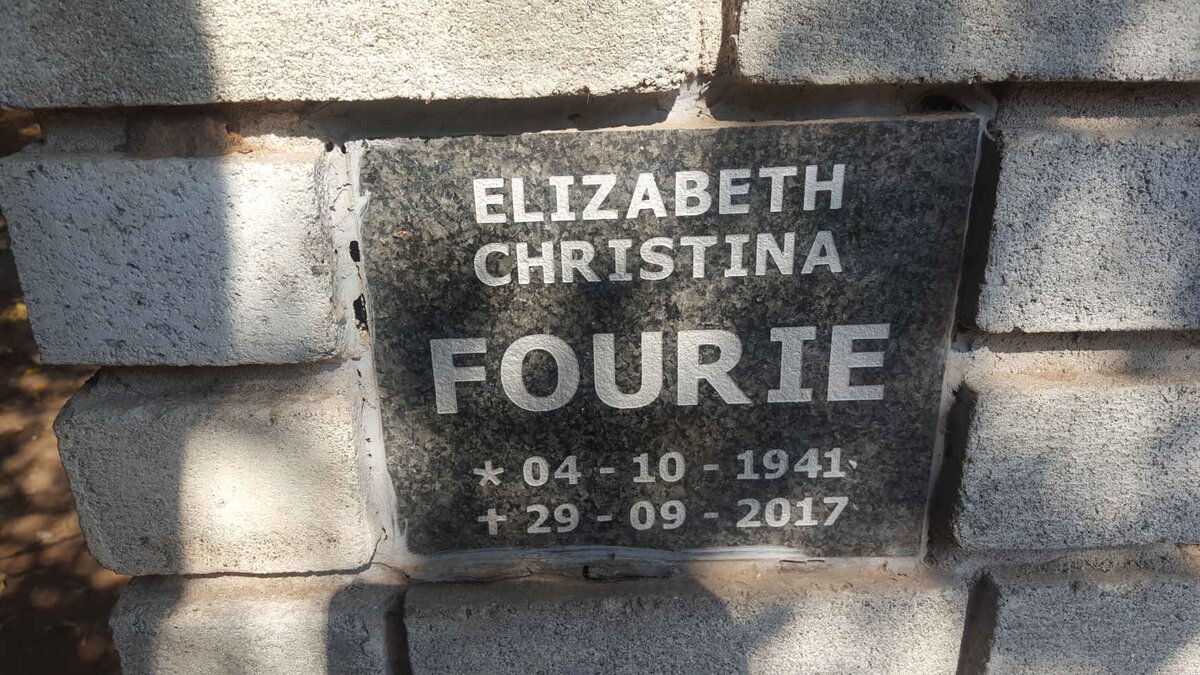 ELIZABETH
CHRISTINA
FOURIE
* 04 - 10 - 1941
+ 29 - 09 - 2017